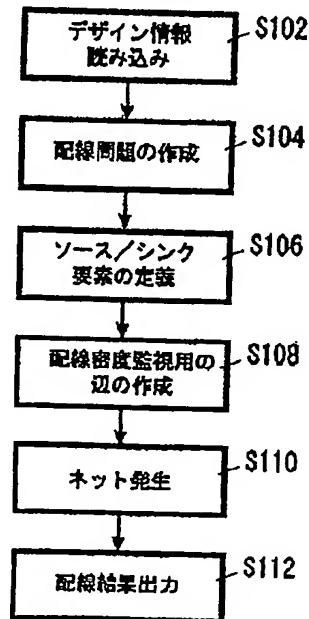 デザイン情報
読み込み
S102
配線問題の作成
S104
ソース/シンク
要素の定義
S106
配線密度監視用の
辺の作成
S108
ネット発生
S110
配線結果出力
S112